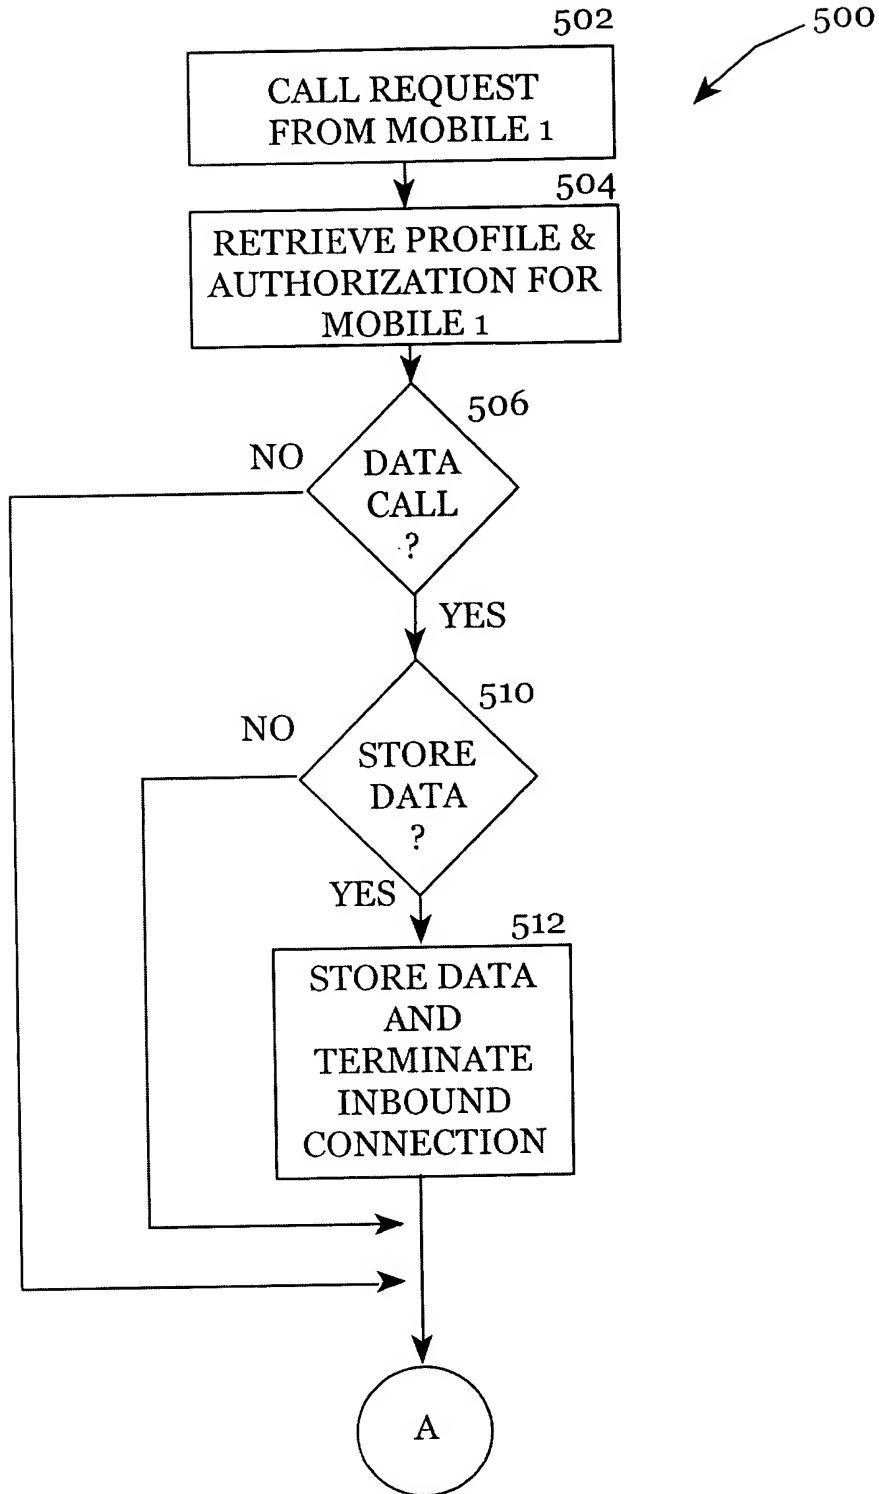 502
500
CALL REQUEST
FROM MOBILE 1
504
RETRIEVE PROFILE &
AUTHORIZATION FOR
MOBILE 1
506
NO
DATA
CALL
?
YES
510
NO
STORE
DATA
?
YES
512
STORE DATA
AND
TERMINATE
INBOUND
CONNECTION
A